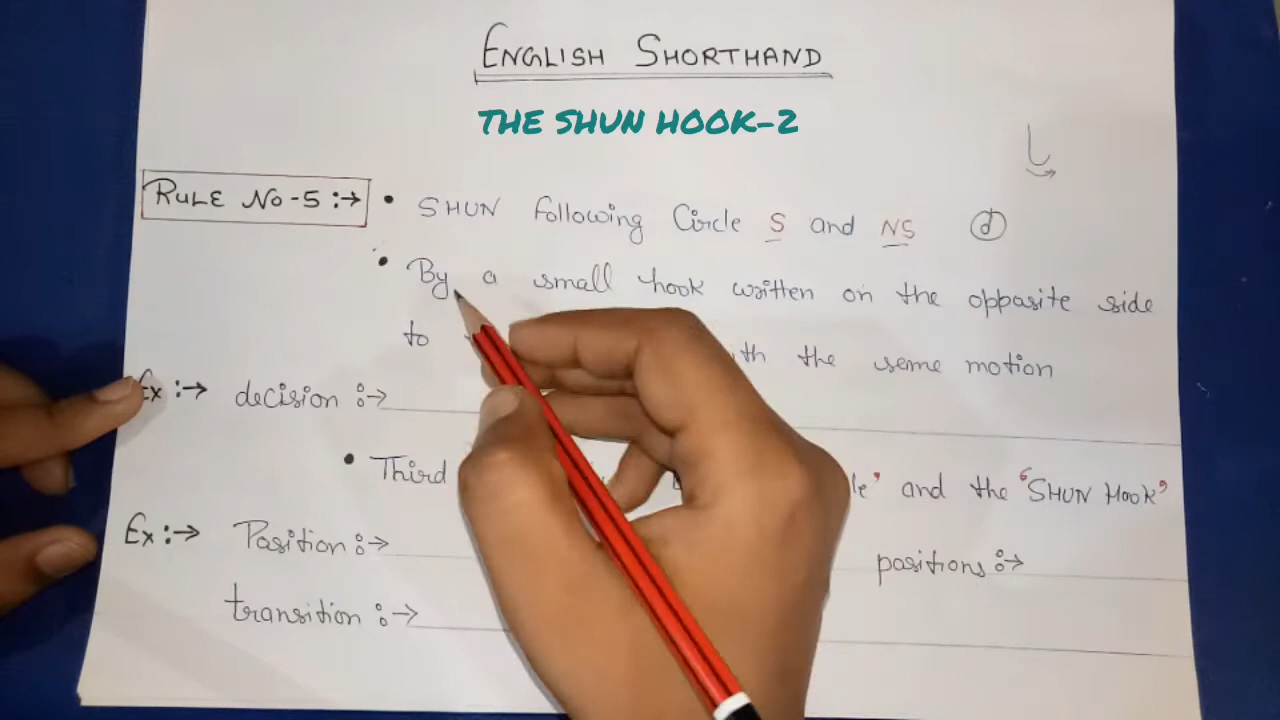 ENGLISH SHORTHAND
THE SHUN HOOK-2
RULE NO-5 :→ • SHUN following Circle S and NS
• By a small hook written on the opposite side
to the seme motion
Ex :→ decision :→
• Third and the "SHUN Hook"
Ex :→ Position :→ positions :→
transition :→